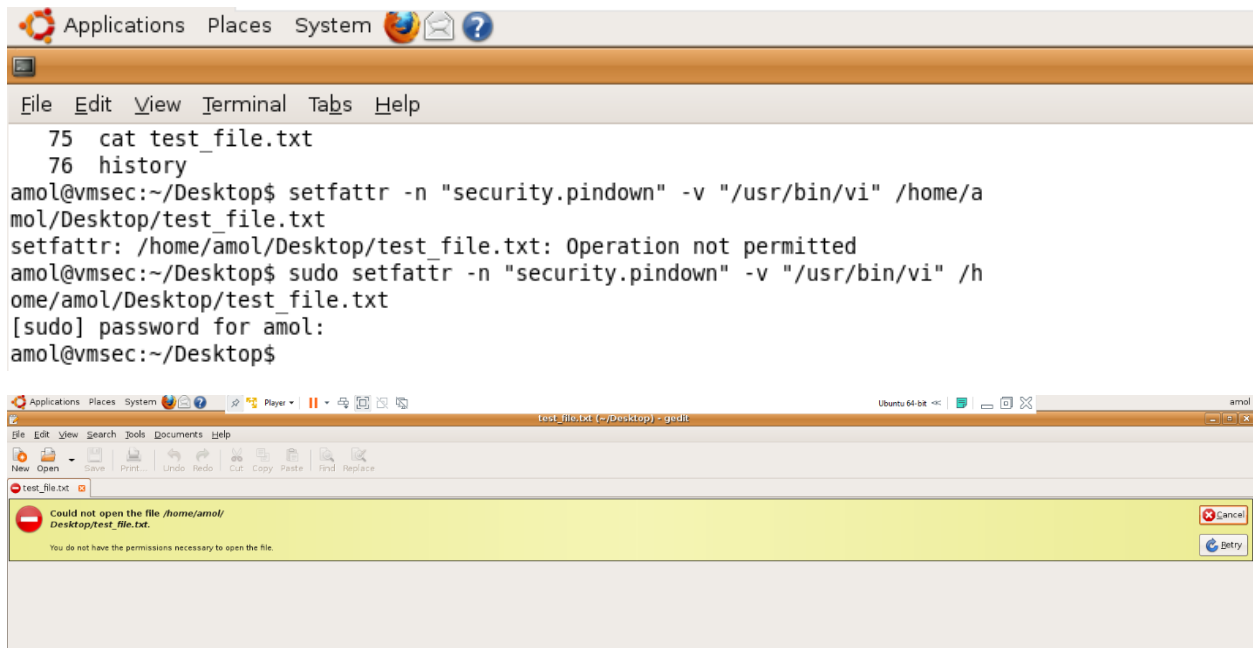 Applications Places System
File Edit View Terminal Tabs Help
75 cat test_file.txt
76 history
amol@vmsec:~/Desktop$ setfattr -n "security.pindown" -v "/usr/bin/vi" /home/a
mol/Desktop/test_file.txt
setfattr: /home/amol/Desktop/test_file.txt: Operation not permitted
amol@vmsec:~/Desktop$ sudo setfattr -n "security.pindown" -v "/usr/bin/vi" /h
ome/amol/Desktop/test_file.txt
[sudo] password for amol:
amol@vmsec:~/Desktop$
Applications Places System Player Ubuntu 64-bit amol
test_file.txt (~/Desktop) - gedit
File Edit View Search Tools Documents Help
New Open Save Print... Undo Redo Cut Copy Paste Find Replace
test_file.txt
Could not open the file /home/amol/
Desktop/test_file.txt.
Cancel
You do not have the permissions necessary to open the file.
Retry